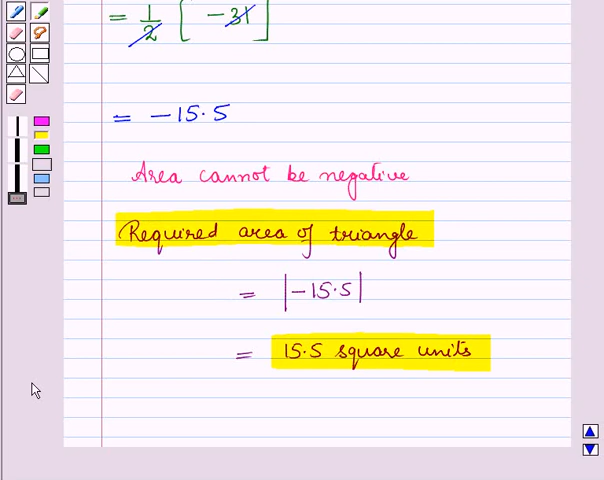 = 1/2 [ -31 ]
= -15.5
Area cannot be negative
Required area of triangle
= |-15.5|
= 15.5 square units